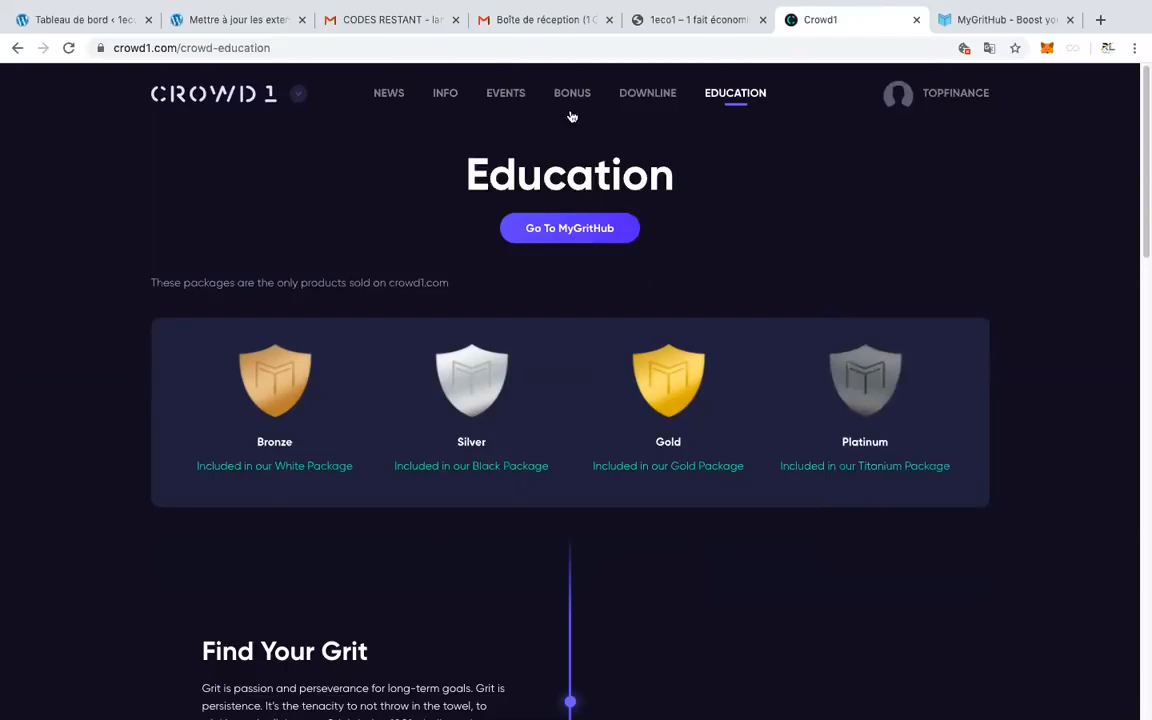 Tableau de bord ‹ 1ec
Mettre à jour les exter
CODES RESTANT - la
Boîte de réception (1
1eco1 – 1 fait économi
Crowd1
MyGritHub - Boost yo
crowd1.com/crowd-education
CROWD 1
NEWS
INFO
EVENTS
BONUS
DOWNLINE
EDUCATION
TOPFINANCE
Education
Go To MyGritHub
These packages are the only products sold on crowd1.com
Bronze
Silver
Gold
Platinum
Included in our White Package
Included in our Black Package
Included in our Gold Package
Included in our Titanium Package
Find Your Grit
Grit is passion and perseverance for long-term goals. Grit is
persistence. It's the tenacity to not throw in the towel, to